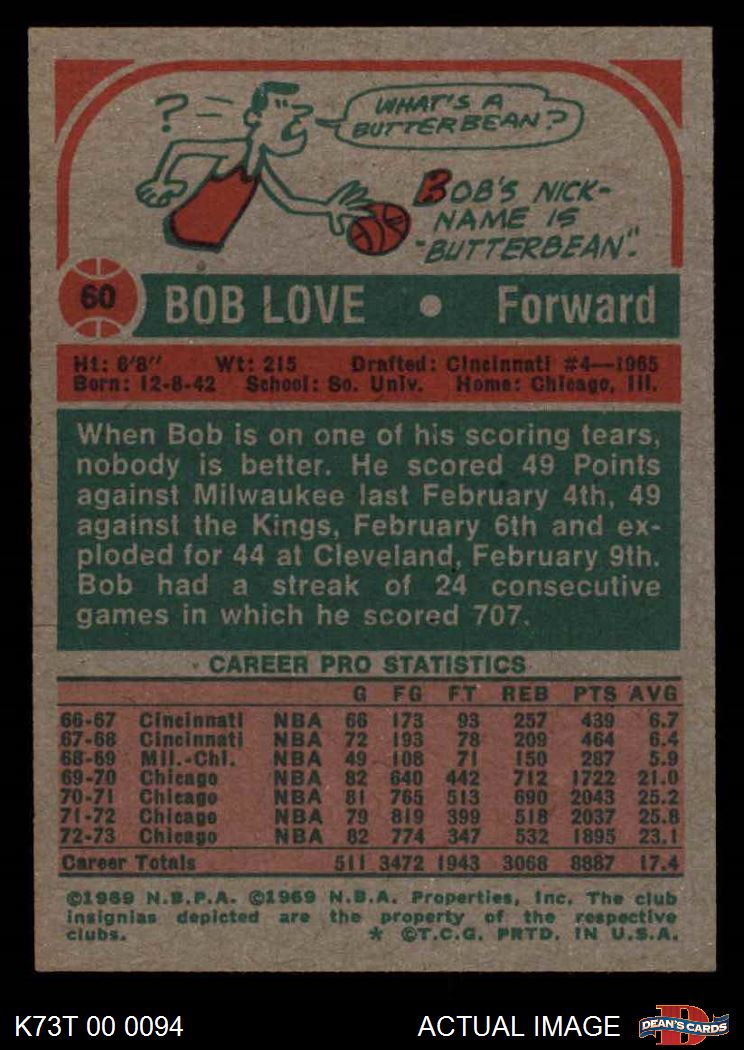 ?
WHAT'S A
BUTTERBEAN?
BOB'S NICK-
NAME IS
"BUTTERBEAN".
60 BOB LOVE • Forward
Ht: 6'8" Wt: 215 Drafted: Cincinnati #4—1965
Born: 12-8-42 School: So. Univ. Home: Chicago, Ill.
When Bob is on one of his scoring tears,
nobody is better. He scored 49 Points
against Milwaukee last February 4th, 49
against the Kings, February 6th and ex-
ploded for 44 at Cleveland, February 9th.
Bob had a streak of 24 consecutive
games in which he scored 707.
CAREER PRO STATISTICS
G FG FT REB PTS AVG
66-67 Cincinnati NBA 66 173 93 257 439 6.7
67-68 Cincinnati NBA 72 193 78 209 464 6.4
68-69 Mil.-Chi. NBA 49 108 71 150 287 5.9
69-70 Chicago NBA 82 640 442 712 1722 21.0
70-71 Chicago NBA 81 765 513 690 2043 25.2
71-72 Chicago NBA 79 819 399 518 2037 25.8
72-73 Chicago NBA 82 774 347 532 1895 23.1
Career Totals 511 3472 1943 3068 8887 17.4
©1969 N.B.P.A. ©1969 N.B.A. Properties, Inc. The club
insignias depicted are the property of the respective
clubs. * ©T.C.G. PRTD. IN U.S.A.
K73T 00 0094 ACTUAL IMAGE DEAN'S CARDS